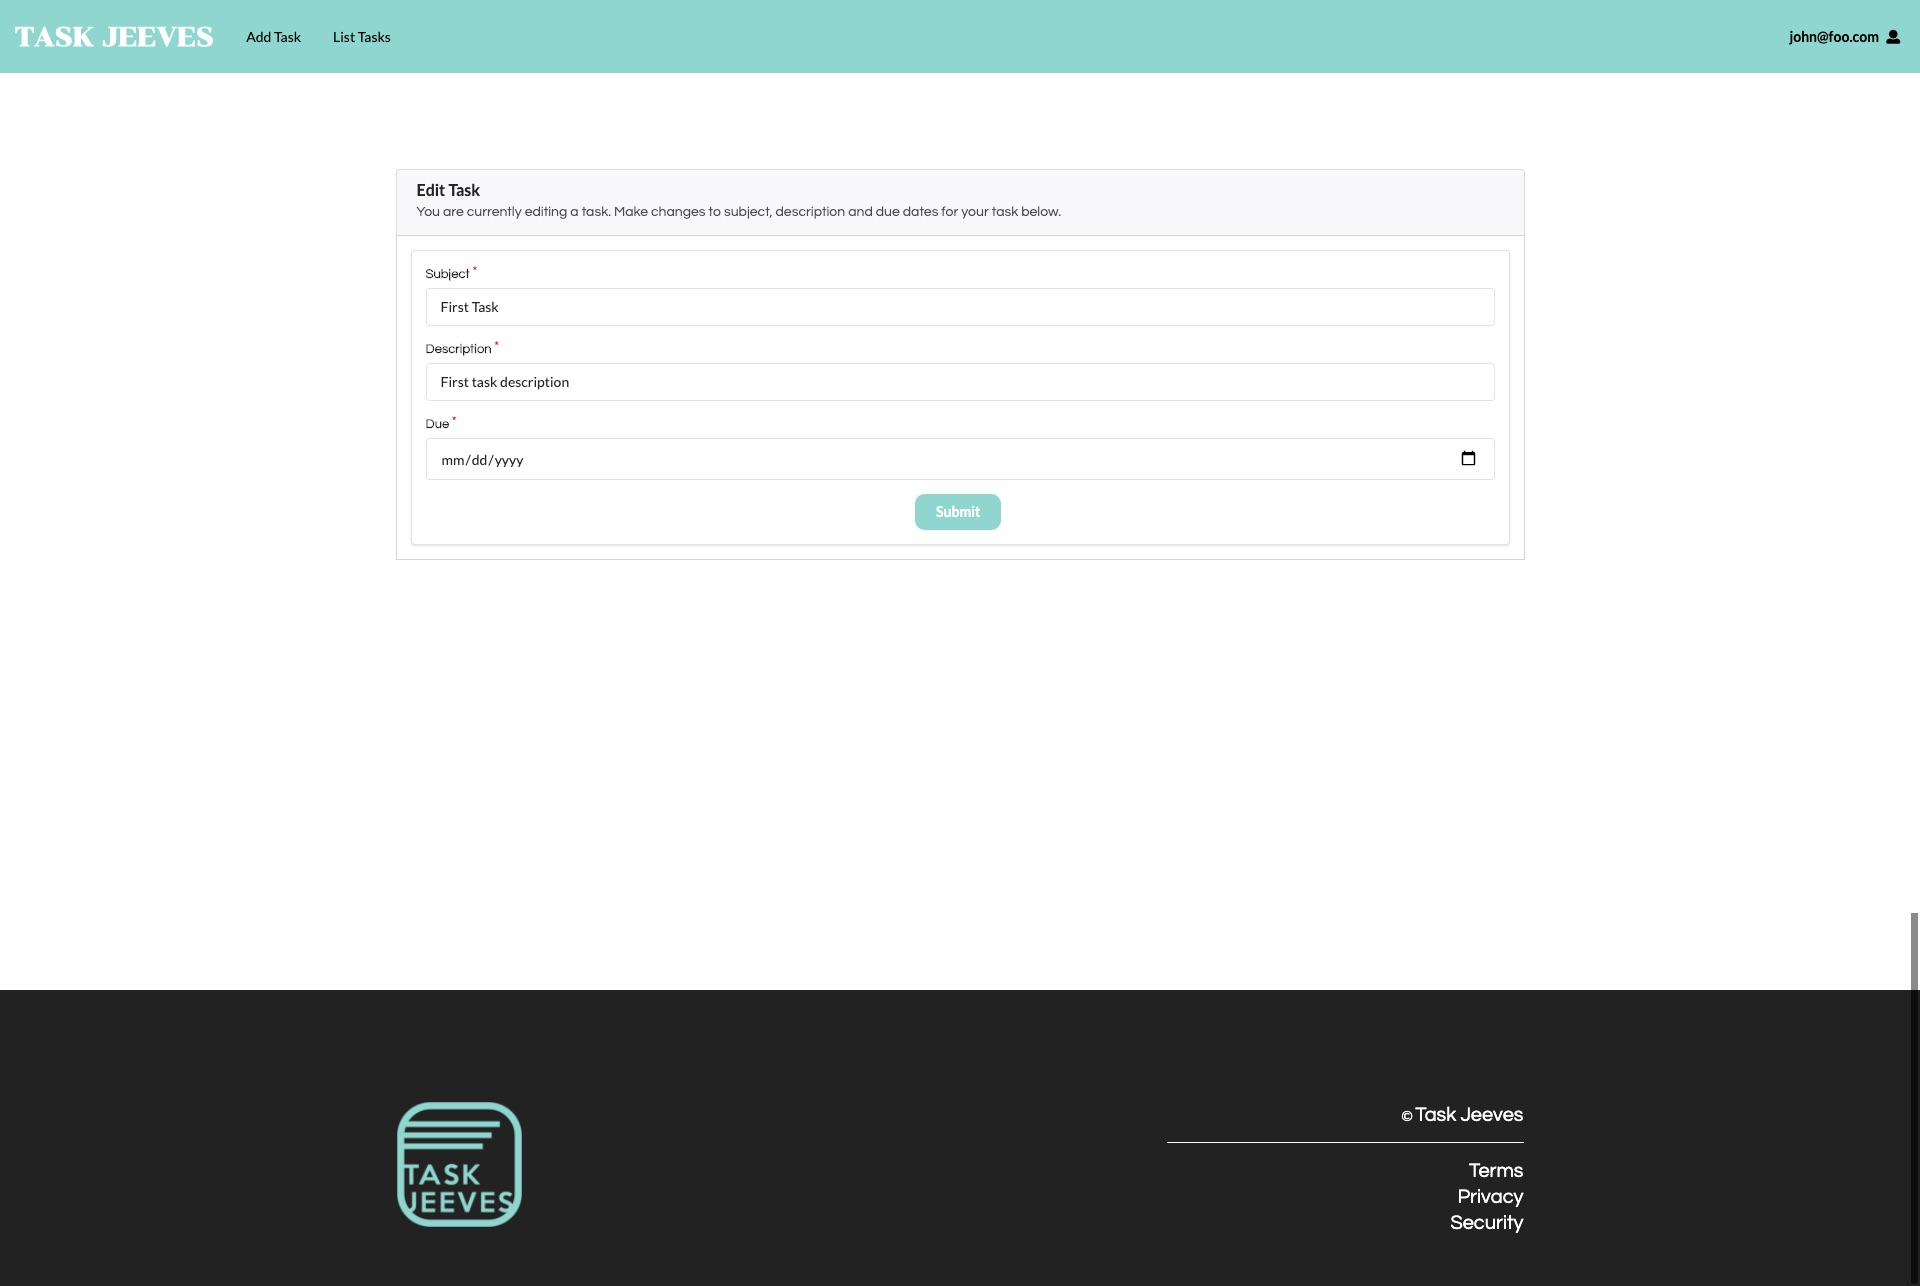 TASK JEEVES
Add Task
List Tasks
john@foo.com
Edit Task
You are currently editing a task. Make changes to subject, description and due dates for your task below.
Subject *
First Task
Description *
First task description
Due *
mm/dd/yyyy
Submit
TASK
JEEVES
© Task Jeeves
Terms
Privacy
Security